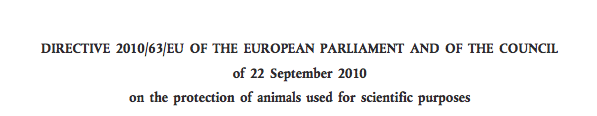 DIRECTIVE 2010/63/EU OF THE EUROPEAN PARLIAMENT AND OF THE COUNCIL
of 22 September 2010
on the protection of animals used for scientific purposes